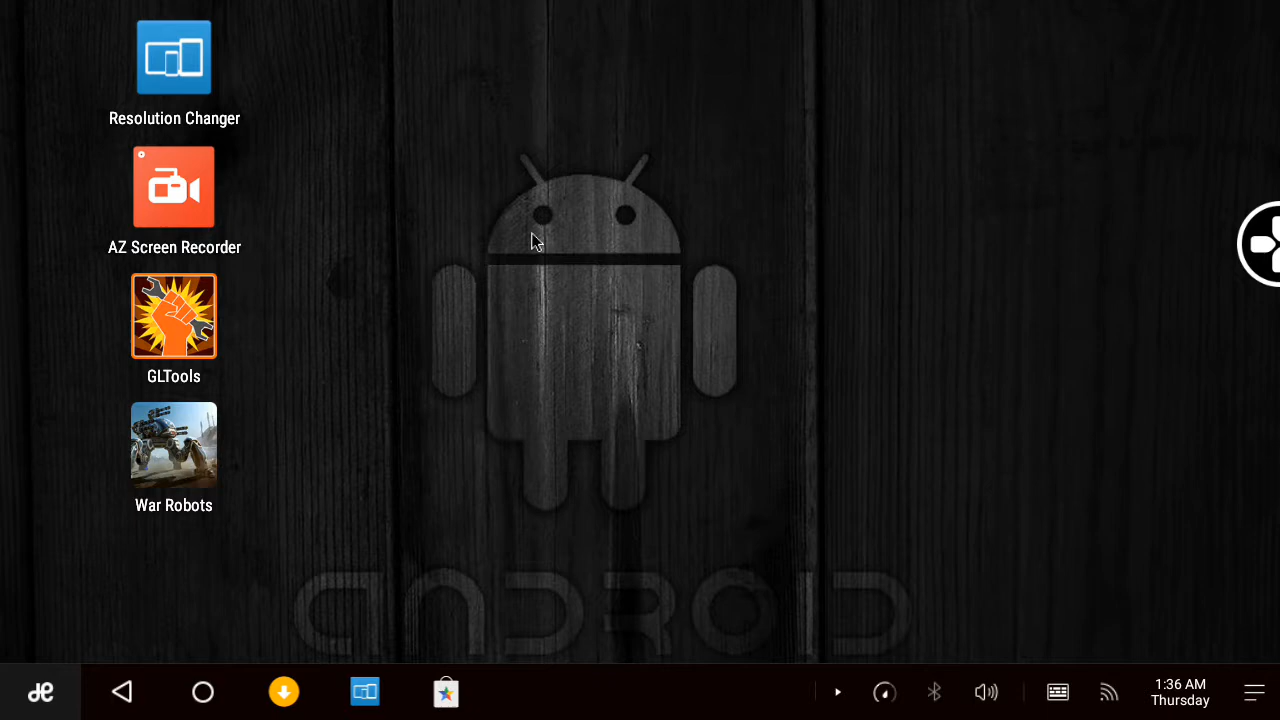 Resolution Changer
AZ Screen Recorder
GLTools
War Robots
ANDROID
1:36 AM
Thursday